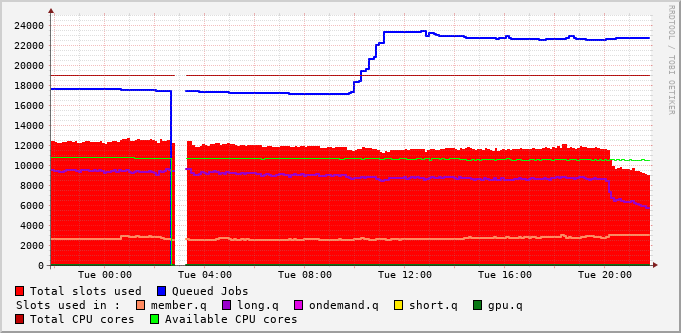 24000
22000
20000
18000
16000
14000
12000
10000
8000
6000
4000
2000
0
Tue 00:00 Tue 04:00 Tue 08:00 Tue 12:00 Tue 16:00 Tue 20:00
Total slots used Queued Jobs
Slots used in : member.q long.q ondemand.q short.q gpu.q
Total CPU cores Available CPU cores
RRDTOOL / TOBI OETIKER